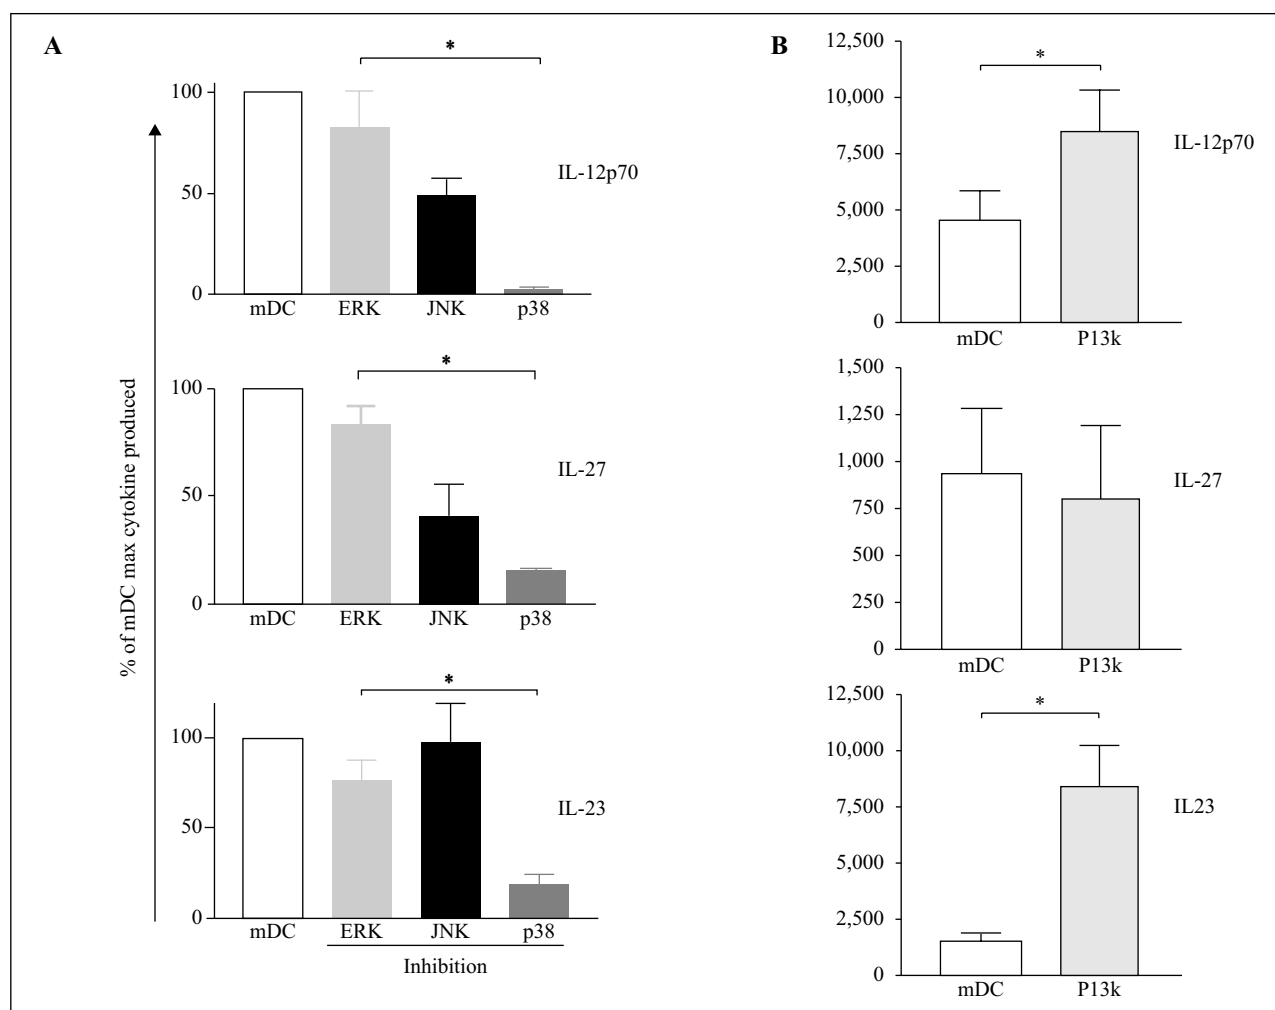 A
% of mDC max cytokine produced
*
100
50
0
mDC ERK JNK p38
IL-12p70
*
100
50
0
mDC ERK JNK p38
IL-27
*
100
50
0
mDC ERK JNK p38
IL-23
Inhibition
B
12,500
10,000
7,500
5,000
2,500
0
*
mDC P13k
IL-12p70
1,500
1,250
1,000
750
500
250
0
mDC P13k
IL-27
12,500
10,000
7,500
5,000
2,500
0
*
mDC P13k
IL23